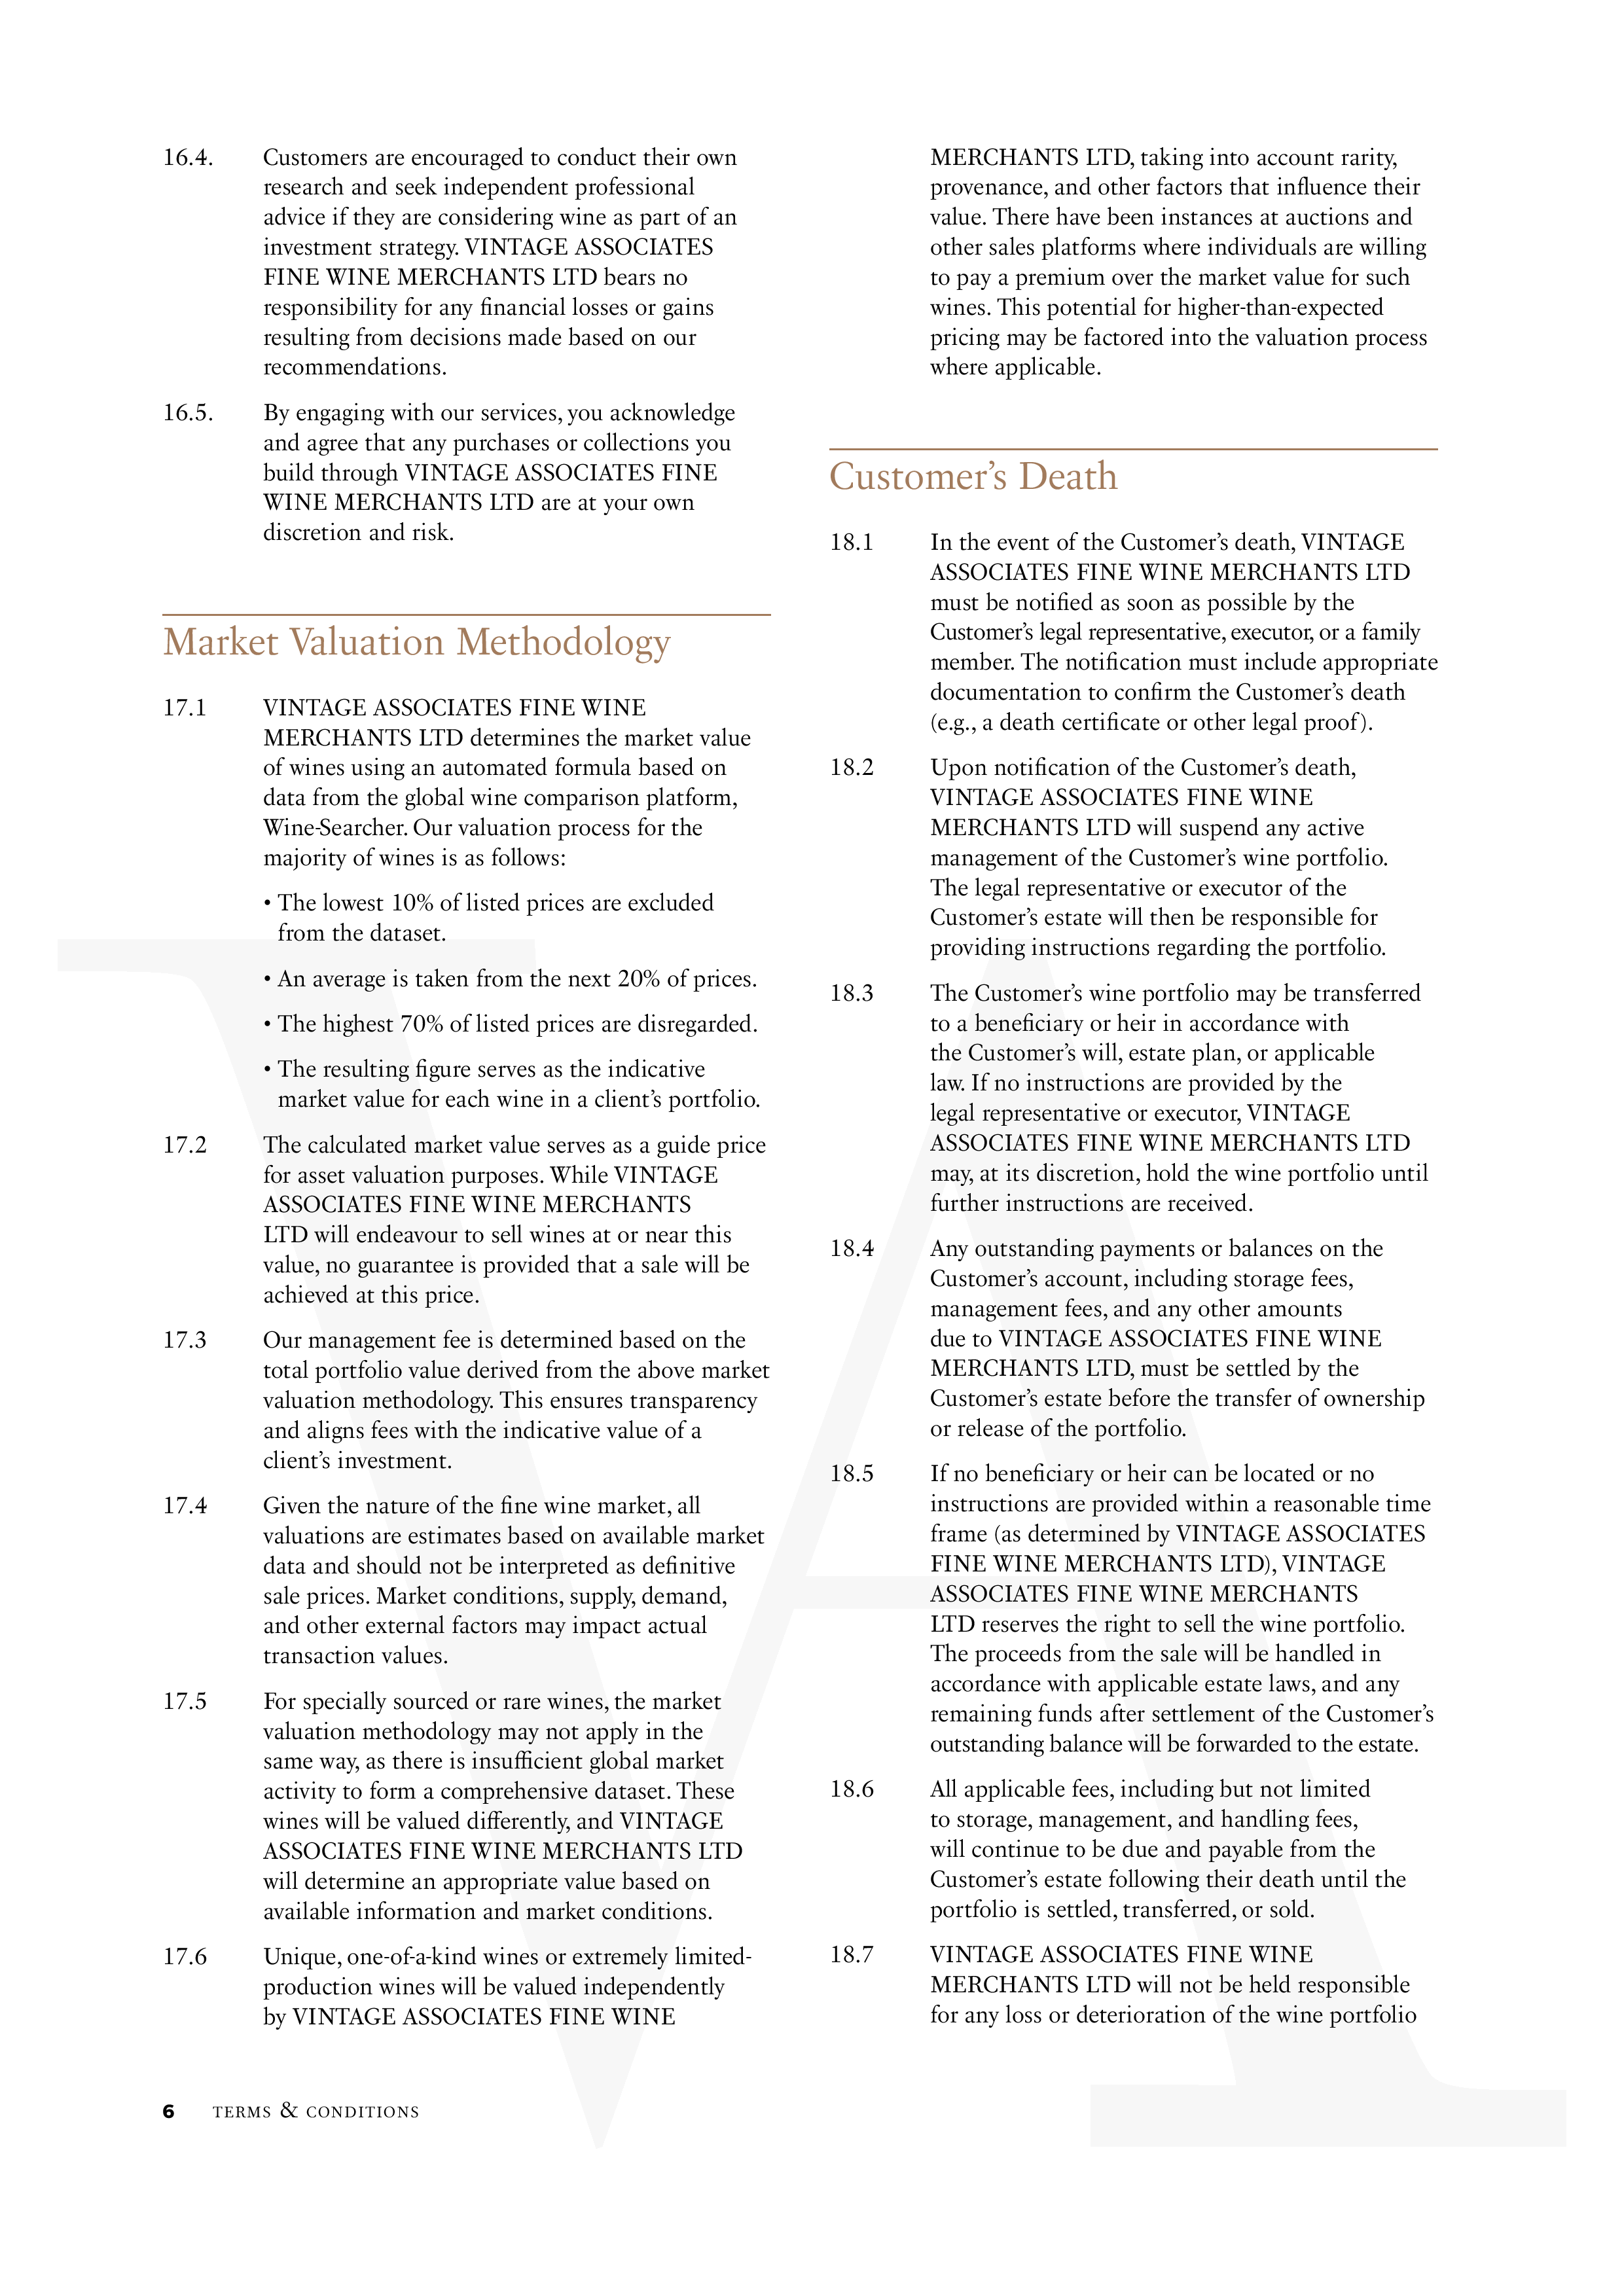 16.4. Customers are encouraged to conduct their own
research and seek independent professional
advice if they are considering wine as part of an
investment strategy. VINTAGE ASSOCIATES
FINE WINE MERCHANTS LTD bears no
responsibility for any financial losses or gains
resulting from decisions made based on our
recommendations.
16.5. By engaging with our services, you acknowledge
and agree that any purchases or collections you
build through VINTAGE ASSOCIATES FINE
WINE MERCHANTS LTD are at your own
discretion and risk.
Market Valuation Methodology
17.1 VINTAGE ASSOCIATES FINE WINE
MERCHANTS LTD determines the market value
of wines using an automated formula based on
data from the global wine comparison platform,
Wine-Searcher. Our valuation process for the
majority of wines is as follows:
• The lowest 10% of listed prices are excluded
from the dataset.
• An average is taken from the next 20% of prices.
• The highest 70% of listed prices are disregarded.
• The resulting figure serves as the indicative
market value for each wine in a client’s portfolio.
17.2 The calculated market value serves as a guide price
for asset valuation purposes. While VINTAGE
ASSOCIATES FINE WINE MERCHANTS
LTD will endeavour to sell wines at or near this
value, no guarantee is provided that a sale will be
achieved at this price.
17.3 Our management fee is determined based on the
total portfolio value derived from the above market
valuation methodology. This ensures transparency
and aligns fees with the indicative value of a
client’s investment.
17.4 Given the nature of the fine wine market, all
valuations are estimates based on available market
data and should not be interpreted as definitive
sale prices. Market conditions, supply, demand,
and other external factors may impact actual
transaction values.
17.5 For specially sourced or rare wines, the market
valuation methodology may not apply in the
same way, as there is insufficient global market
activity to form a comprehensive dataset. These
wines will be valued differently, and VINTAGE
ASSOCIATES FINE WINE MERCHANTS LTD
will determine an appropriate value based on
available information and market conditions.
17.6 Unique, one-of-a-kind wines or extremely limited-
production wines will be valued independently
by VINTAGE ASSOCIATES FINE WINE
MERCHANTS LTD, taking into account rarity,
provenance, and other factors that influence their
value. There have been instances at auctions and
other sales platforms where individuals are willing
to pay a premium over the market value for such
wines. This potential for higher-than-expected
pricing may be factored into the valuation process
where applicable.
Customer’s Death
18.1 In the event of the Customer’s death, VINTAGE
ASSOCIATES FINE WINE MERCHANTS LTD
must be notified as soon as possible by the
Customer’s legal representative, executor, or a family
member. The notification must include appropriate
documentation to confirm the Customer’s death
(e.g., a death certificate or other legal proof).
18.2 Upon notification of the Customer’s death,
VINTAGE ASSOCIATES FINE WINE
MERCHANTS LTD will suspend any active
management of the Customer’s wine portfolio.
The legal representative or executor of the
Customer’s estate will then be responsible for
providing instructions regarding the portfolio.
18.3 The Customer’s wine portfolio may be transferred
to a beneficiary or heir in accordance with
the Customer’s will, estate plan, or applicable
law. If no instructions are provided by the
legal representative or executor, VINTAGE
ASSOCIATES FINE WINE MERCHANTS LTD
may, at its discretion, hold the wine portfolio until
further instructions are received.
18.4 Any outstanding payments or balances on the
Customer’s account, including storage fees,
management fees, and any other amounts
due to VINTAGE ASSOCIATES FINE WINE
MERCHANTS LTD, must be settled by the
Customer’s estate before the transfer of ownership
or release of the portfolio.
18.5 If no beneficiary or heir can be located or no
instructions are provided within a reasonable time
frame (as determined by VINTAGE ASSOCIATES
FINE WINE MERCHANTS LTD), VINTAGE
ASSOCIATES FINE WINE MERCHANTS
LTD reserves the right to sell the wine portfolio.
The proceeds from the sale will be handled in
accordance with applicable estate laws, and any
remaining funds after settlement of the Customer’s
outstanding balance will be forwarded to the estate.
18.6 All applicable fees, including but not limited
to storage, management, and handling fees,
will continue to be due and payable from the
Customer’s estate following their death until the
portfolio is settled, transferred, or sold.
18.7 VINTAGE ASSOCIATES FINE WINE
MERCHANTS LTD will not be held responsible
for any loss or deterioration of the wine portfolio
6 TERMS & CONDITIONS